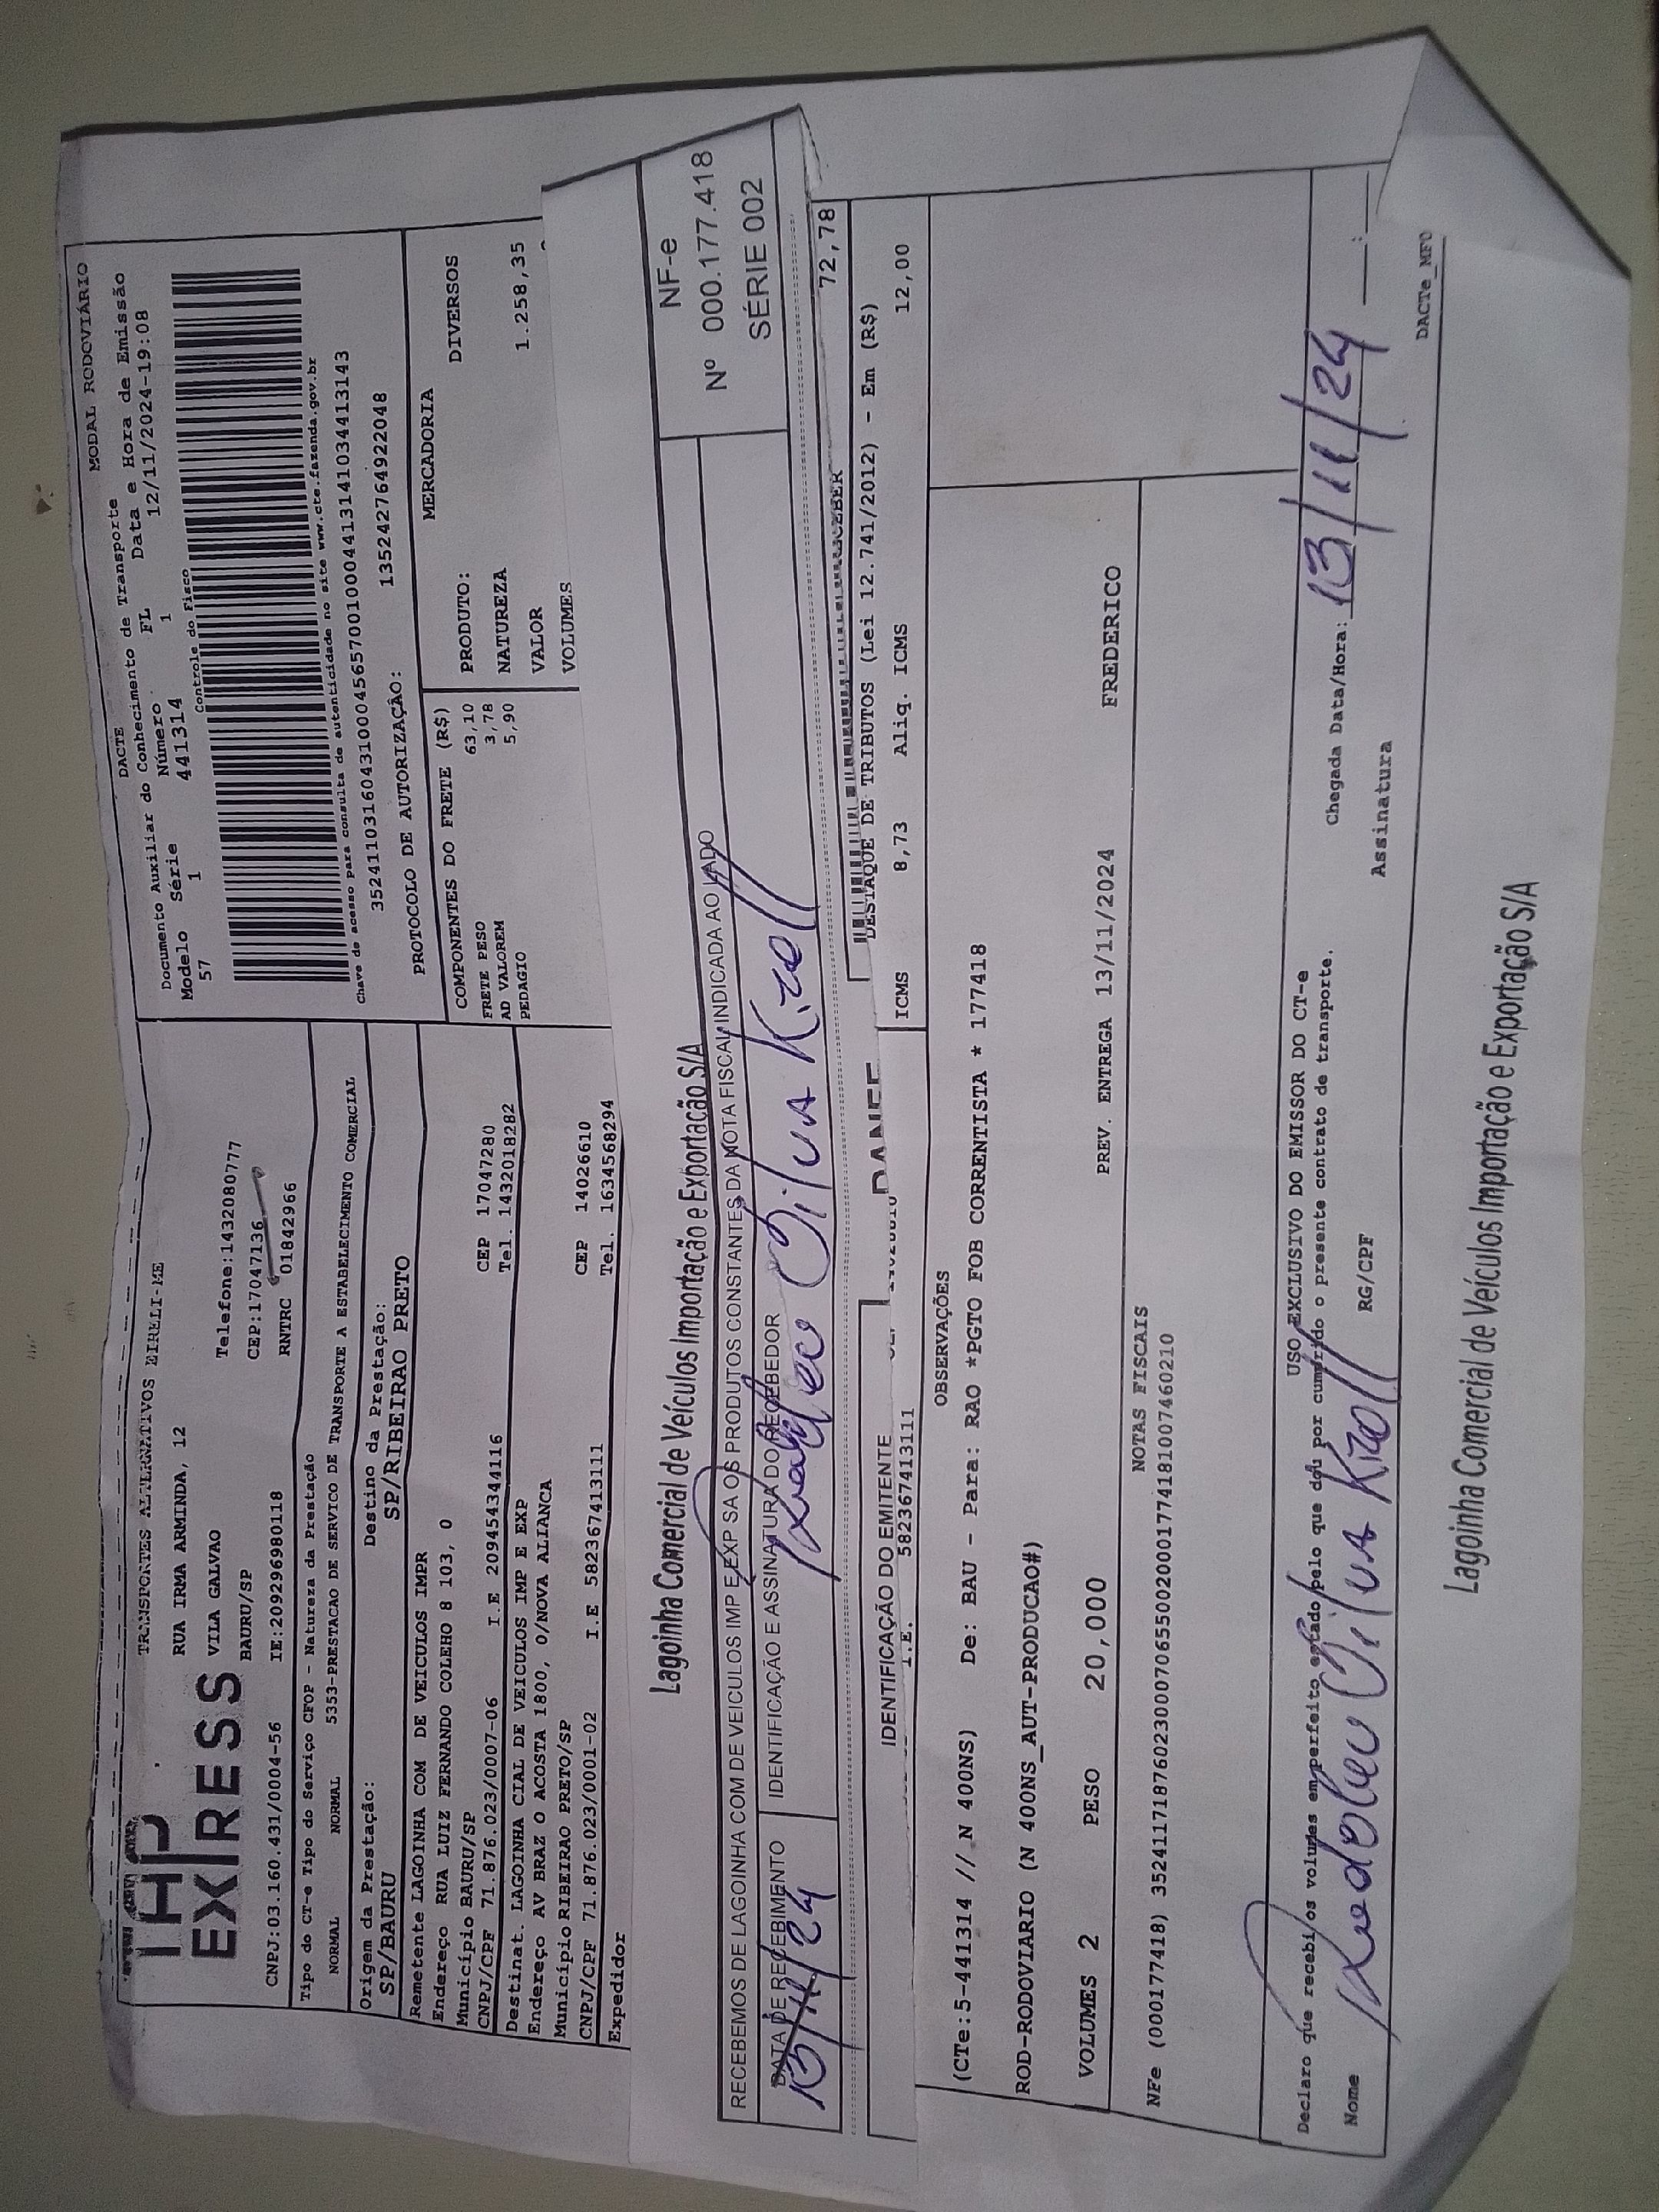 DACTE MODAL RODOVIÁRIO
Documento Auxiliar do Conhecimento de Transporte
Modelo Série Número FL Data e Hora de Emissão
57 1 441314 1 12/11/2024-19:08
Controle do Fisco
Chave de acesso para consulta de autenticidade no site www.cte.fazenda.gov.br
35241103160431000456570010004413141034413143
PROTOCOLO DE AUTORIZAÇÃO: 135242764922048
EXPRESS
TRANSPORTES ALTERNATIVOS EIRELI-ME
RUA IRMA ARMINDA, 12
VILA GALVAO Telefone:1432080777
BAURU/SP CEP:17047136
CNPJ:03.160.431/0004-56 IE:209296980118 RNTRC 01842966
Tipo do CT-e Tipo do Serviço CFOP - Natureza da Prestação
NORMAL NORMAL 5353-PRESTACAO DE SERVICO DE TRANSPORTE A ESTABELECIMENTO COMERCIAL
Origem da Prestação: Destino da Prestação:
SP/BAURU SP/RIBEIRAO PRETO
Remetente LAGOINHA COM DE VEICULOS IMPR
Endereço RUA LUIZ FERNANDO COLEHO 8 103, 0
Município BAURU/SP CEP 17047280
CNPJ/CPF 71.876.023/0007-06 I.E 209454344116 Tel. 1432018282
Destinat. LAGOINHA CIAL DE VEICULOS IMP E EXP
Endereço AV BRAZ O ACOSTA 1800, 0/NOVA ALIANCA
Município RIBEIRAO PRETO/SP CEP 14026610
CNPJ/CPF 71.876.023/0001-02 I.E 582367413111 Tel. 1634568294
Expedidor
COMPONENTES DO FRETE (R$)
FRETE PESO 63,10
AD VALOREM 3,78
PEDAGIO 5,90
MERCADORIA
PRODUTO: DIVERSOS
NATUREZA
VALOR 1.258,35
VOLUMES
Lagoinha Comercial de Veículos Importação e Exportação S/A
RECEBEMOS DE LAGOINHA COM DE VEICULOS IMP E EXP SA OS PRODUTOS CONSTANTES DA NOTA FISCAL INDICADA AO LADO
NF-e
Nº 000.177.418
SÉRIE 002
DATA DE RECEBIMENTO IDENTIFICAÇÃO E ASSINATURA DO RECEBEDOR
13/11/24
RECEBER 72,78
IDENTIFICAÇÃO DO EMITENTE DANFE
I.E. 582367413111
DESTAQUE DE TRIBUTOS (Lei 12.741/2012) - Em (R$)
ICMS 8,73 Aliq. ICMS 12,00
OBSERVAÇÕES
(CTe:5-441314 // N 400NS) De: BAU - Para: RAO *PGTO FOB CORRENTISTA * 177418
ROD-RODOVIARIO (N 400NS_AUT-PRODUCAO#)
VOLUMES 2 PESO 20,000 PREV. ENTREGA 13/11/2024 FREDERICO
NOTAS FISCAIS
NFe (000177418) 35241171876023000706550020001774181007460210
USO EXCLUSIVO DO EMISSOR DO CT-e
Declaro que recebi os volumes em perfeito estado pelo que dou por cumprido o presente contrato de transporte.
Chegada Data/Hora: 13/11/24 __:__
Nome RG/CPF Assinatura
DACTe_MF0
Lagoinha Comercial de Veículos Importação e Exportação S/A